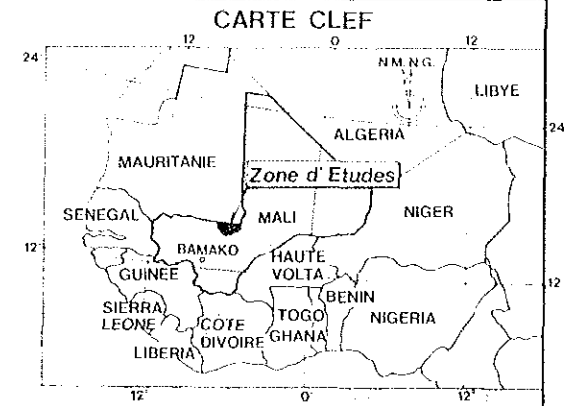 CARTE CLEF
12 0 12
24
N.M.N.G.
LIBYE
24
ALGERIA
MAURITANIE
Zone d'Etudes
SENEGAL
MALI
NIGER
12
BAMAKO
HAUTE
VOLTA
GUINEE
12
BENIN
SIERRA
LEONE
TOGO
NIGERIA
COTE
DIVOIRE
GHANA
LIBERIA
12° 0° 12°